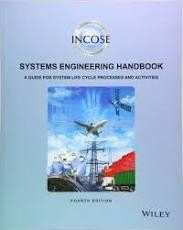 INCOSE
SYSTEMS ENGINEERING HANDBOOK
A GUIDE FOR SYSTEM LIFE CYCLE PROCESSES AND ACTIVITIES
FOURTH EDITION
WILEY